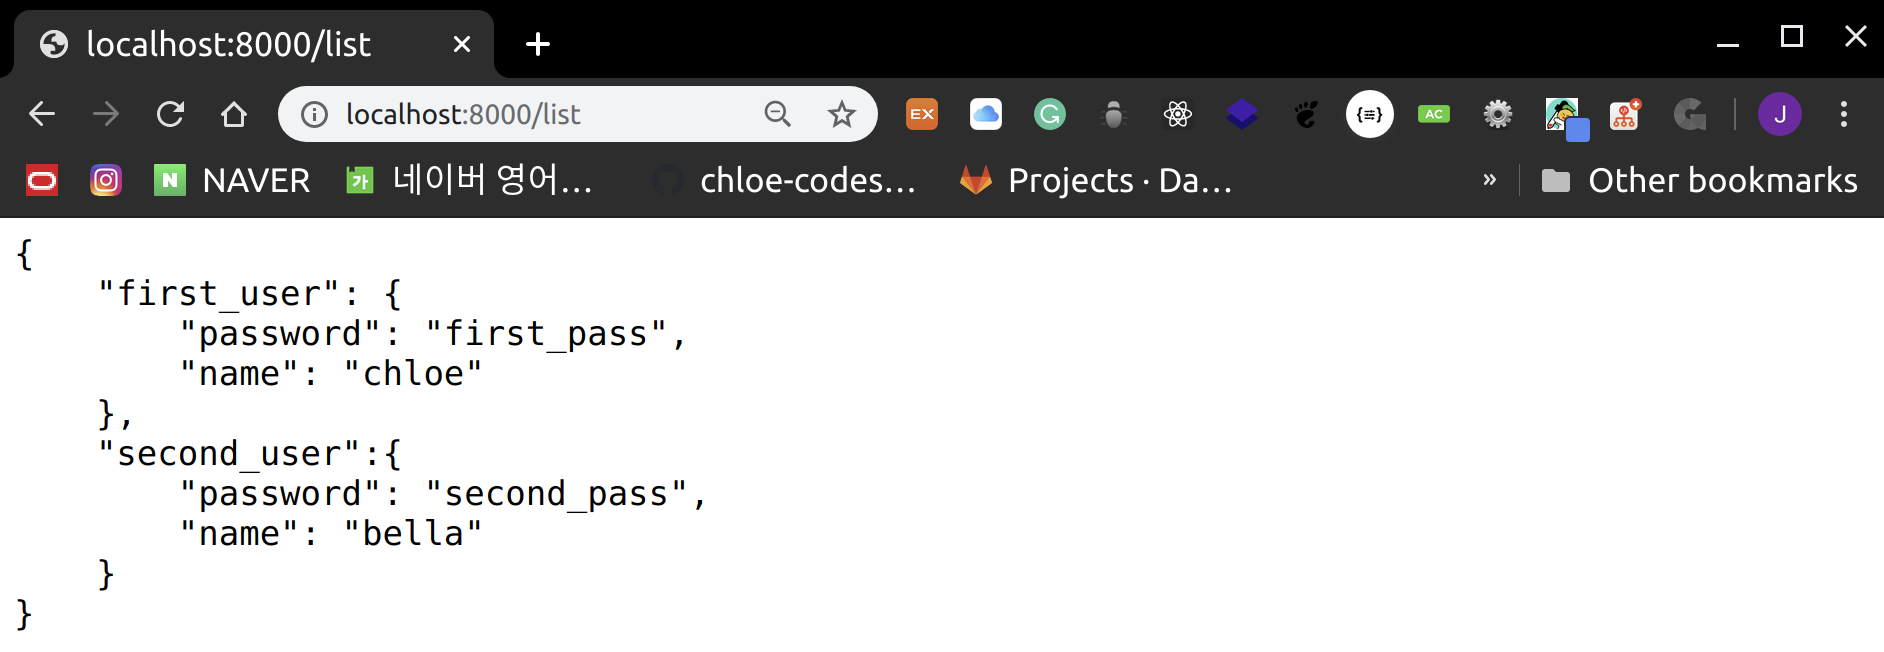 localhost:8000/list
localhost:8000/list
EX
G
{≡}
AC
J
N NAVER
가 네이버 영어...
chloe-codes...
Projects · Da...
»
Other bookmarks
{
    "first_user": {
        "password": "first_pass",
        "name": "chloe"
    },
    "second_user":{
        "password": "second_pass",
        "name": "bella"
    }
}